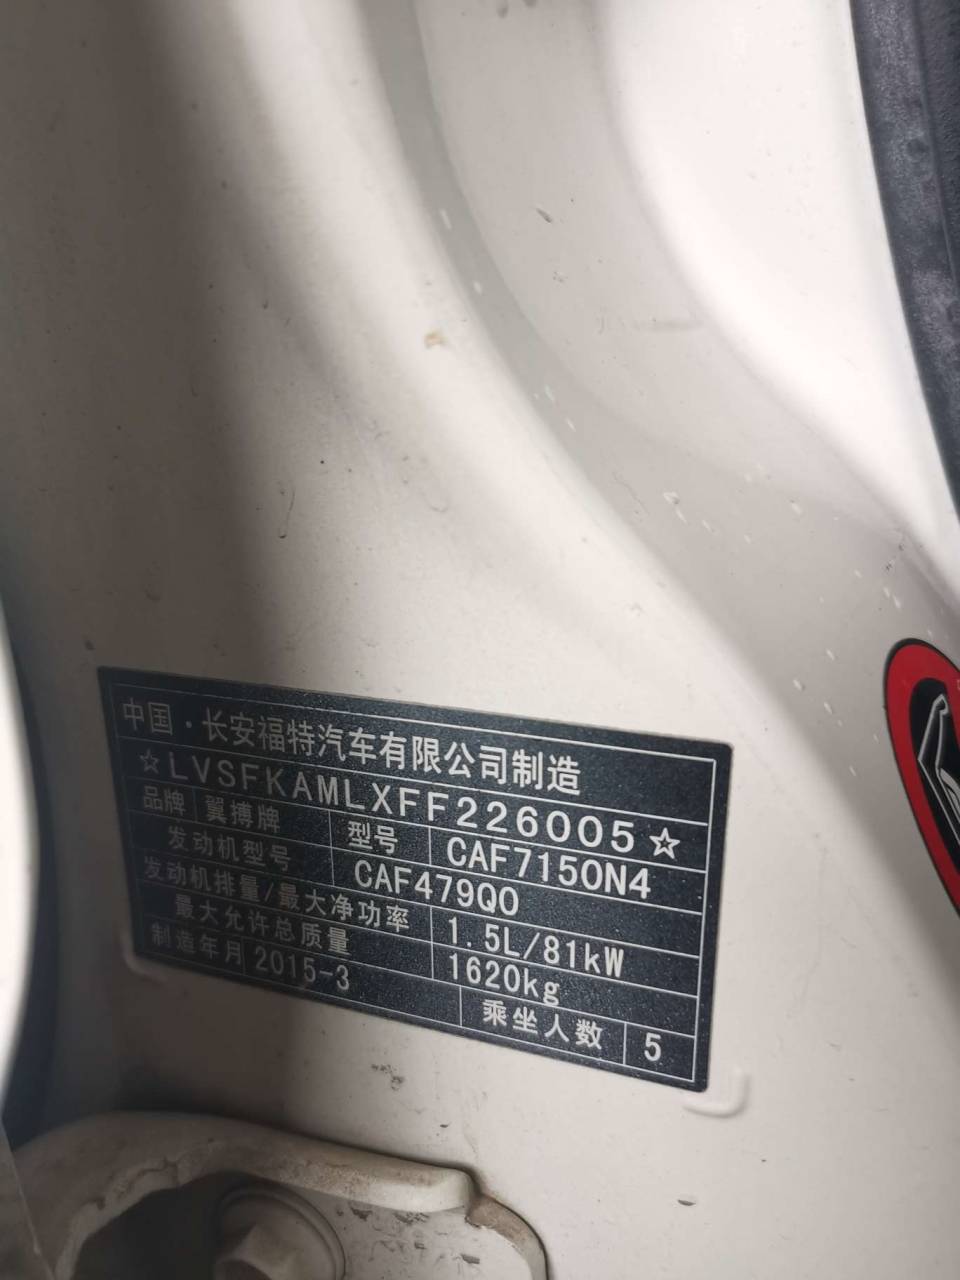 中国·长安福特汽车有限公司制造
☆LVSFKAMLXFF226005☆
品牌 翼搏牌 型号 CAF7150N4
发动机型号 CAF479Q0
发动机排量/最大净功率 1.5L/81kW
最大允许总质量 1620kg
制造年月 2015-3 乘坐人数 5